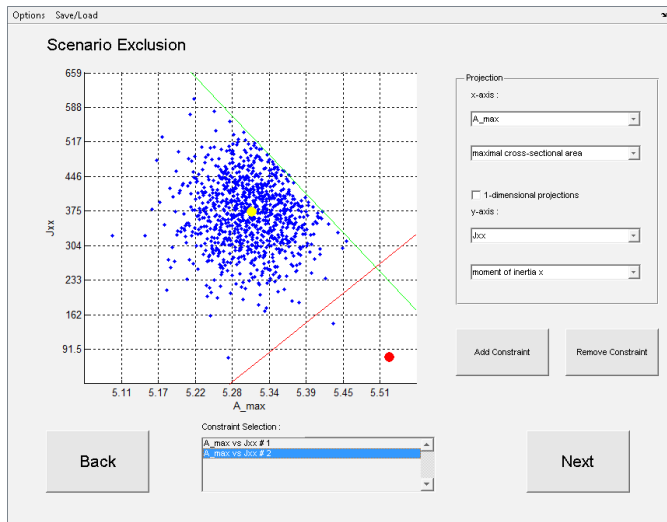 Options Save/Load
Scenario Exclusion
659
588
517
446
375
304
233
162
91.5
Jxx
5.11 5.17 5.22 5.28 5.34 5.39 5.45 5.51
A_max
Projection
x-axis :
A_max
maximal cross-sectional area
1-dimensional projections
y-axis :
Jxx
moment of inertia x
Add Constraint Remove Constraint
Constraint Selection :
A_max vs Jxx # 1
A_max vs Jxx # 2
Back
Next